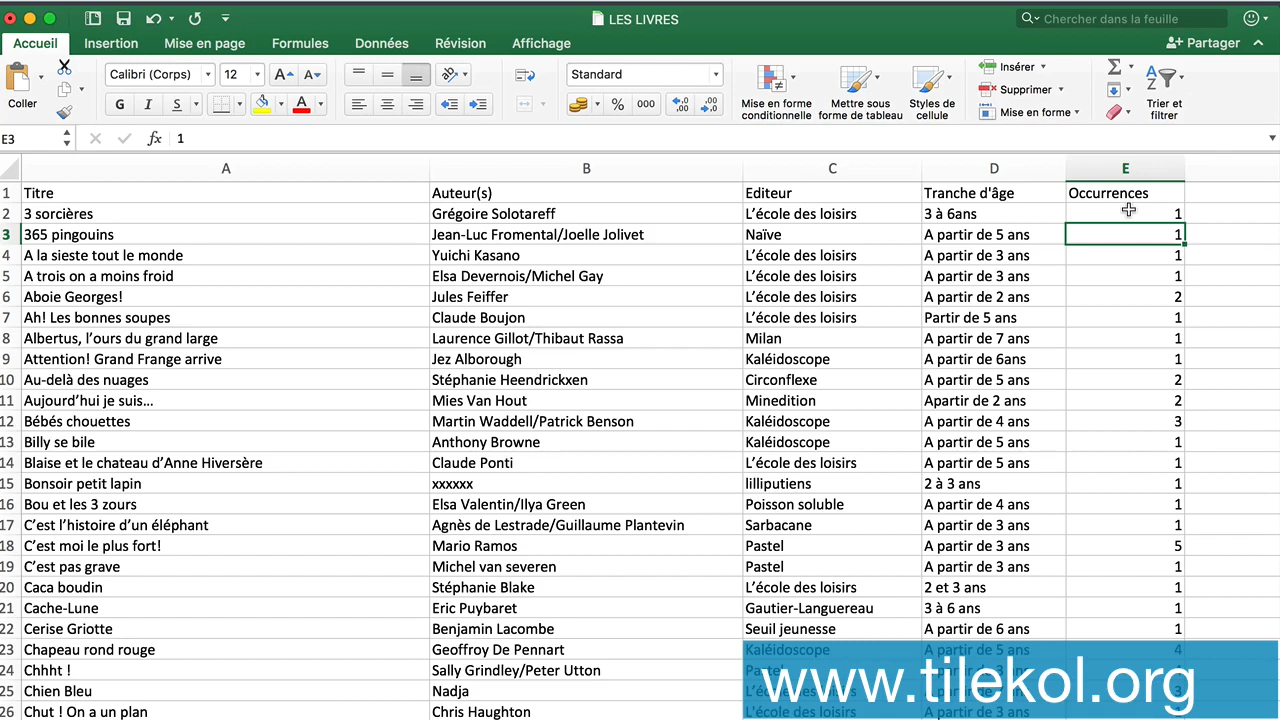 LES LIVRES
Chercher dans la feuille
Accueil Insertion Mise en page Formules Données Révision Affichage Partager
Coller
Calibri (Corps) 12
G I S A
Standard
% 000
Mise en forme conditionnelle
Mettre sous forme de tableau
Styles de cellule
Insérer
Supprimer
Mise en forme
Trier et filtrer
E3 fx 1
A B C D E
1 Titre Auteur(s) Editeur Tranche d'âge Occurrences
2 3 sorcières Grégoire Solotareff L’école des loisirs 3 à 6ans 1
3 365 pingouins Jean-Luc Fromental/Joelle Jolivet Naïve A partir de 5 ans 1
4 A la sieste tout le monde Yuichi Kasano L’école des loisirs A partir de 3 ans 1
5 A trois on a moins froid Elsa Devernois/Michel Gay L’école des loisirs A partir de 3 ans 1
6 Aboie Georges! Jules Feiffer L’école des loisirs A partir de 2 ans 2
7 Ah! Les bonnes soupes Claude Boujon L’école des loisirs Partir de 5 ans 1
8 Albertus, l’ours du grand large Laurence Gillot/Thibaut Rassa Milan A partir de 7 ans 1
9 Attention! Grand Frange arrive Jez Alborough Kaléidoscope A partir de 6ans 1
10 Au-delà des nuages Stéphanie Heendrickxen Circonflexe A partir de 5 ans 2
11 Aujourd’hui je suis… Mies Van Hout Minedition Apartir de 2 ans 2
12 Bébés chouettes Martin Waddell/Patrick Benson Kaléidoscope A partir de 4 ans 3
13 Billy se bile Anthony Browne Kaléidoscope A partir de 5 ans 1
14 Blaise et le chateau d’Anne Hiversère Claude Ponti L’école des loisirs A partir de 5 ans 1
15 Bonsoir petit lapin xxxxxx lilliputiens 2 à 3 ans 1
16 Bou et les 3 zours Elsa Valentin/Ilya Green Poisson soluble A partir de 4 ans 1
17 C’est l’histoire d’un éléphant Agnès de Lestrade/Guillaume Plantevin Sarbacane A partir de 3 ans 1
18 C’est moi le plus fort! Mario Ramos Pastel A partir de 3 ans 5
19 C’est pas grave Michel van severen Pastel A partir de 3 ans 1
20 Caca boudin Stéphanie Blake L’école des loisirs 2 et 3 ans 1
21 Cache-Lune Eric Puybaret Gautier-Languereau 3 à 6 ans 1
22 Cerise Griotte Benjamin Lacombe Seuil jeunesse A partir de 6 ans 1
23 Chapeau rond rouge Geoffroy De Pennart Kaléidoscope A partir de 5 ans 4
24 Chhht ! Sally Grindley/Peter Utton
25 Chien Bleu Nadja
26 Chut ! On a un plan Chris Haughton
www.tilekol.org